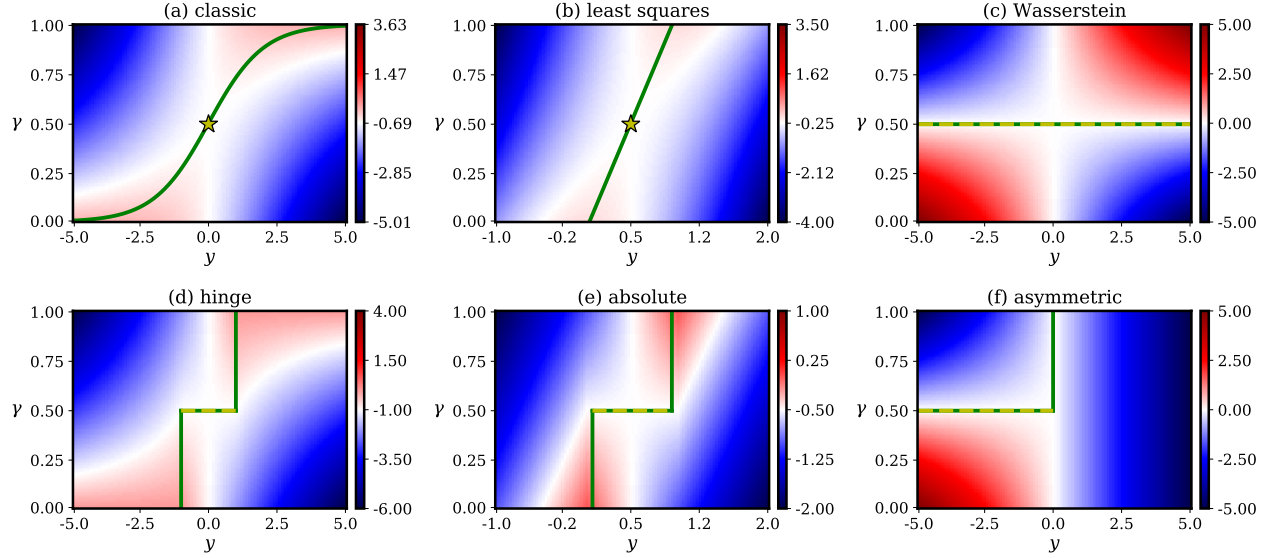 (a) classic
(b) least squares
(c) Wasserstein
1.00
0.75
γ 0.50
0.25
0.00
-5.0 -2.5 0.0 2.5 5.0
y
3.63
1.47
-0.69
-2.85
-5.01
1.00
0.75
γ 0.50
0.25
0.00
-1.0 -0.2 0.5 1.2 2.0
y
3.50
1.62
-0.25
-2.12
-4.00
1.00
0.75
γ 0.50
0.25
0.00
-5.0 -2.5 0.0 2.5 5.0
y
5.00
2.50
0.00
-2.50
-5.00
(d) hinge
(e) absolute
(f) asymmetric
1.00
0.75
γ 0.50
0.25
0.00
-5.0 -2.5 0.0 2.5 5.0
y
4.00
1.50
-1.00
-3.50
-6.00
1.00
0.75
γ 0.50
0.25
0.00
-1.0 -0.2 0.5 1.2 2.0
y
1.00
0.25
-0.50
-1.25
-2.00
1.00
0.75
γ 0.50
0.25
0.00
-5.0 -2.5 0.0 2.5 5.0
y
5.00
2.50
0.00
-2.50
-5.00